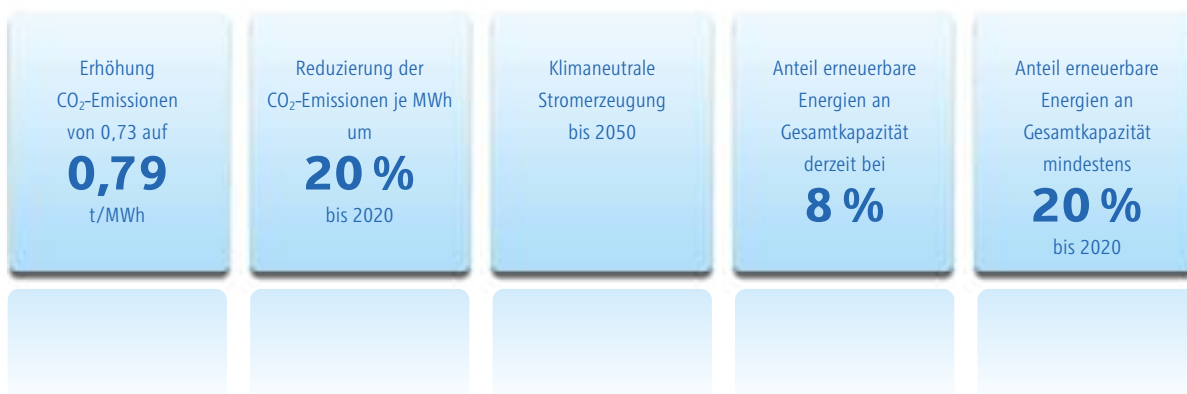 Erhöhung
CO₂-Emissionen
von 0,73 auf
0,79
t/MWh
Reduzierung der
CO₂-Emissionen je MWh
um
20 %
bis 2020
Klimaneutrale
Stromerzeugung
bis 2050
Anteil erneuerbare
Energien an
Gesamtkapazität
derzeit bei
8 %
Anteil erneuerbare
Energien an
Gesamtkapazität
mindestens
20 %
bis 2020